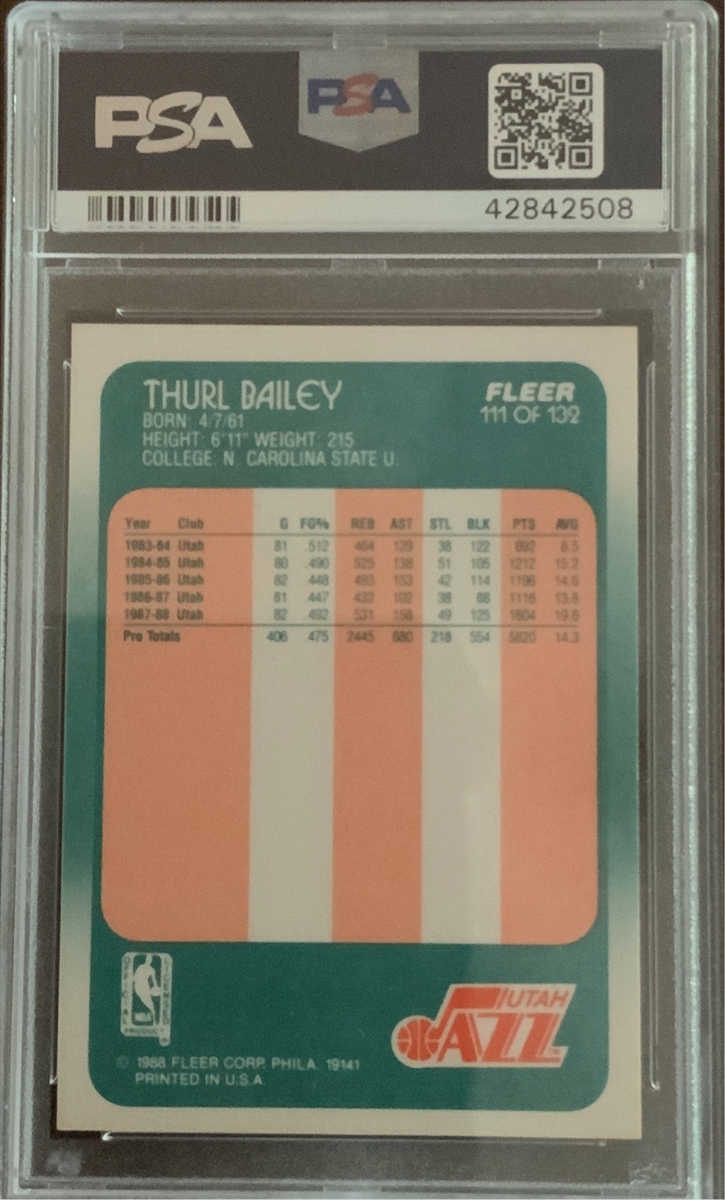 PSA PSA
42842508
THURL BAILEY FLEER
BORN: 4/7/61 111 OF 132
HEIGHT: 6'11" WEIGHT: 215
COLLEGE: N. CAROLINA STATE U.
Year Club G FG% REB AST STL BLK PTS AVG
1983-84 Utah 81 .512 464 129 38 122 692 8.5
1984-85 Utah 80 .490 525 138 51 105 1212 15.2
1985-86 Utah 82 .448 493 153 42 114 1196 14.6
1986-87 Utah 81 .447 432 102 38 88 1116 13.8
1987-88 Utah 82 .492 531 158 49 125 1604 19.6
Pro Totals 406 .475 2445 680 218 554 5820 14.3
OFFICIAL NBA LICENSED
PRODUCT
UTAH
JAZZ
© 1988 FLEER CORP. PHILA. 19141
PRINTED IN U.S.A.